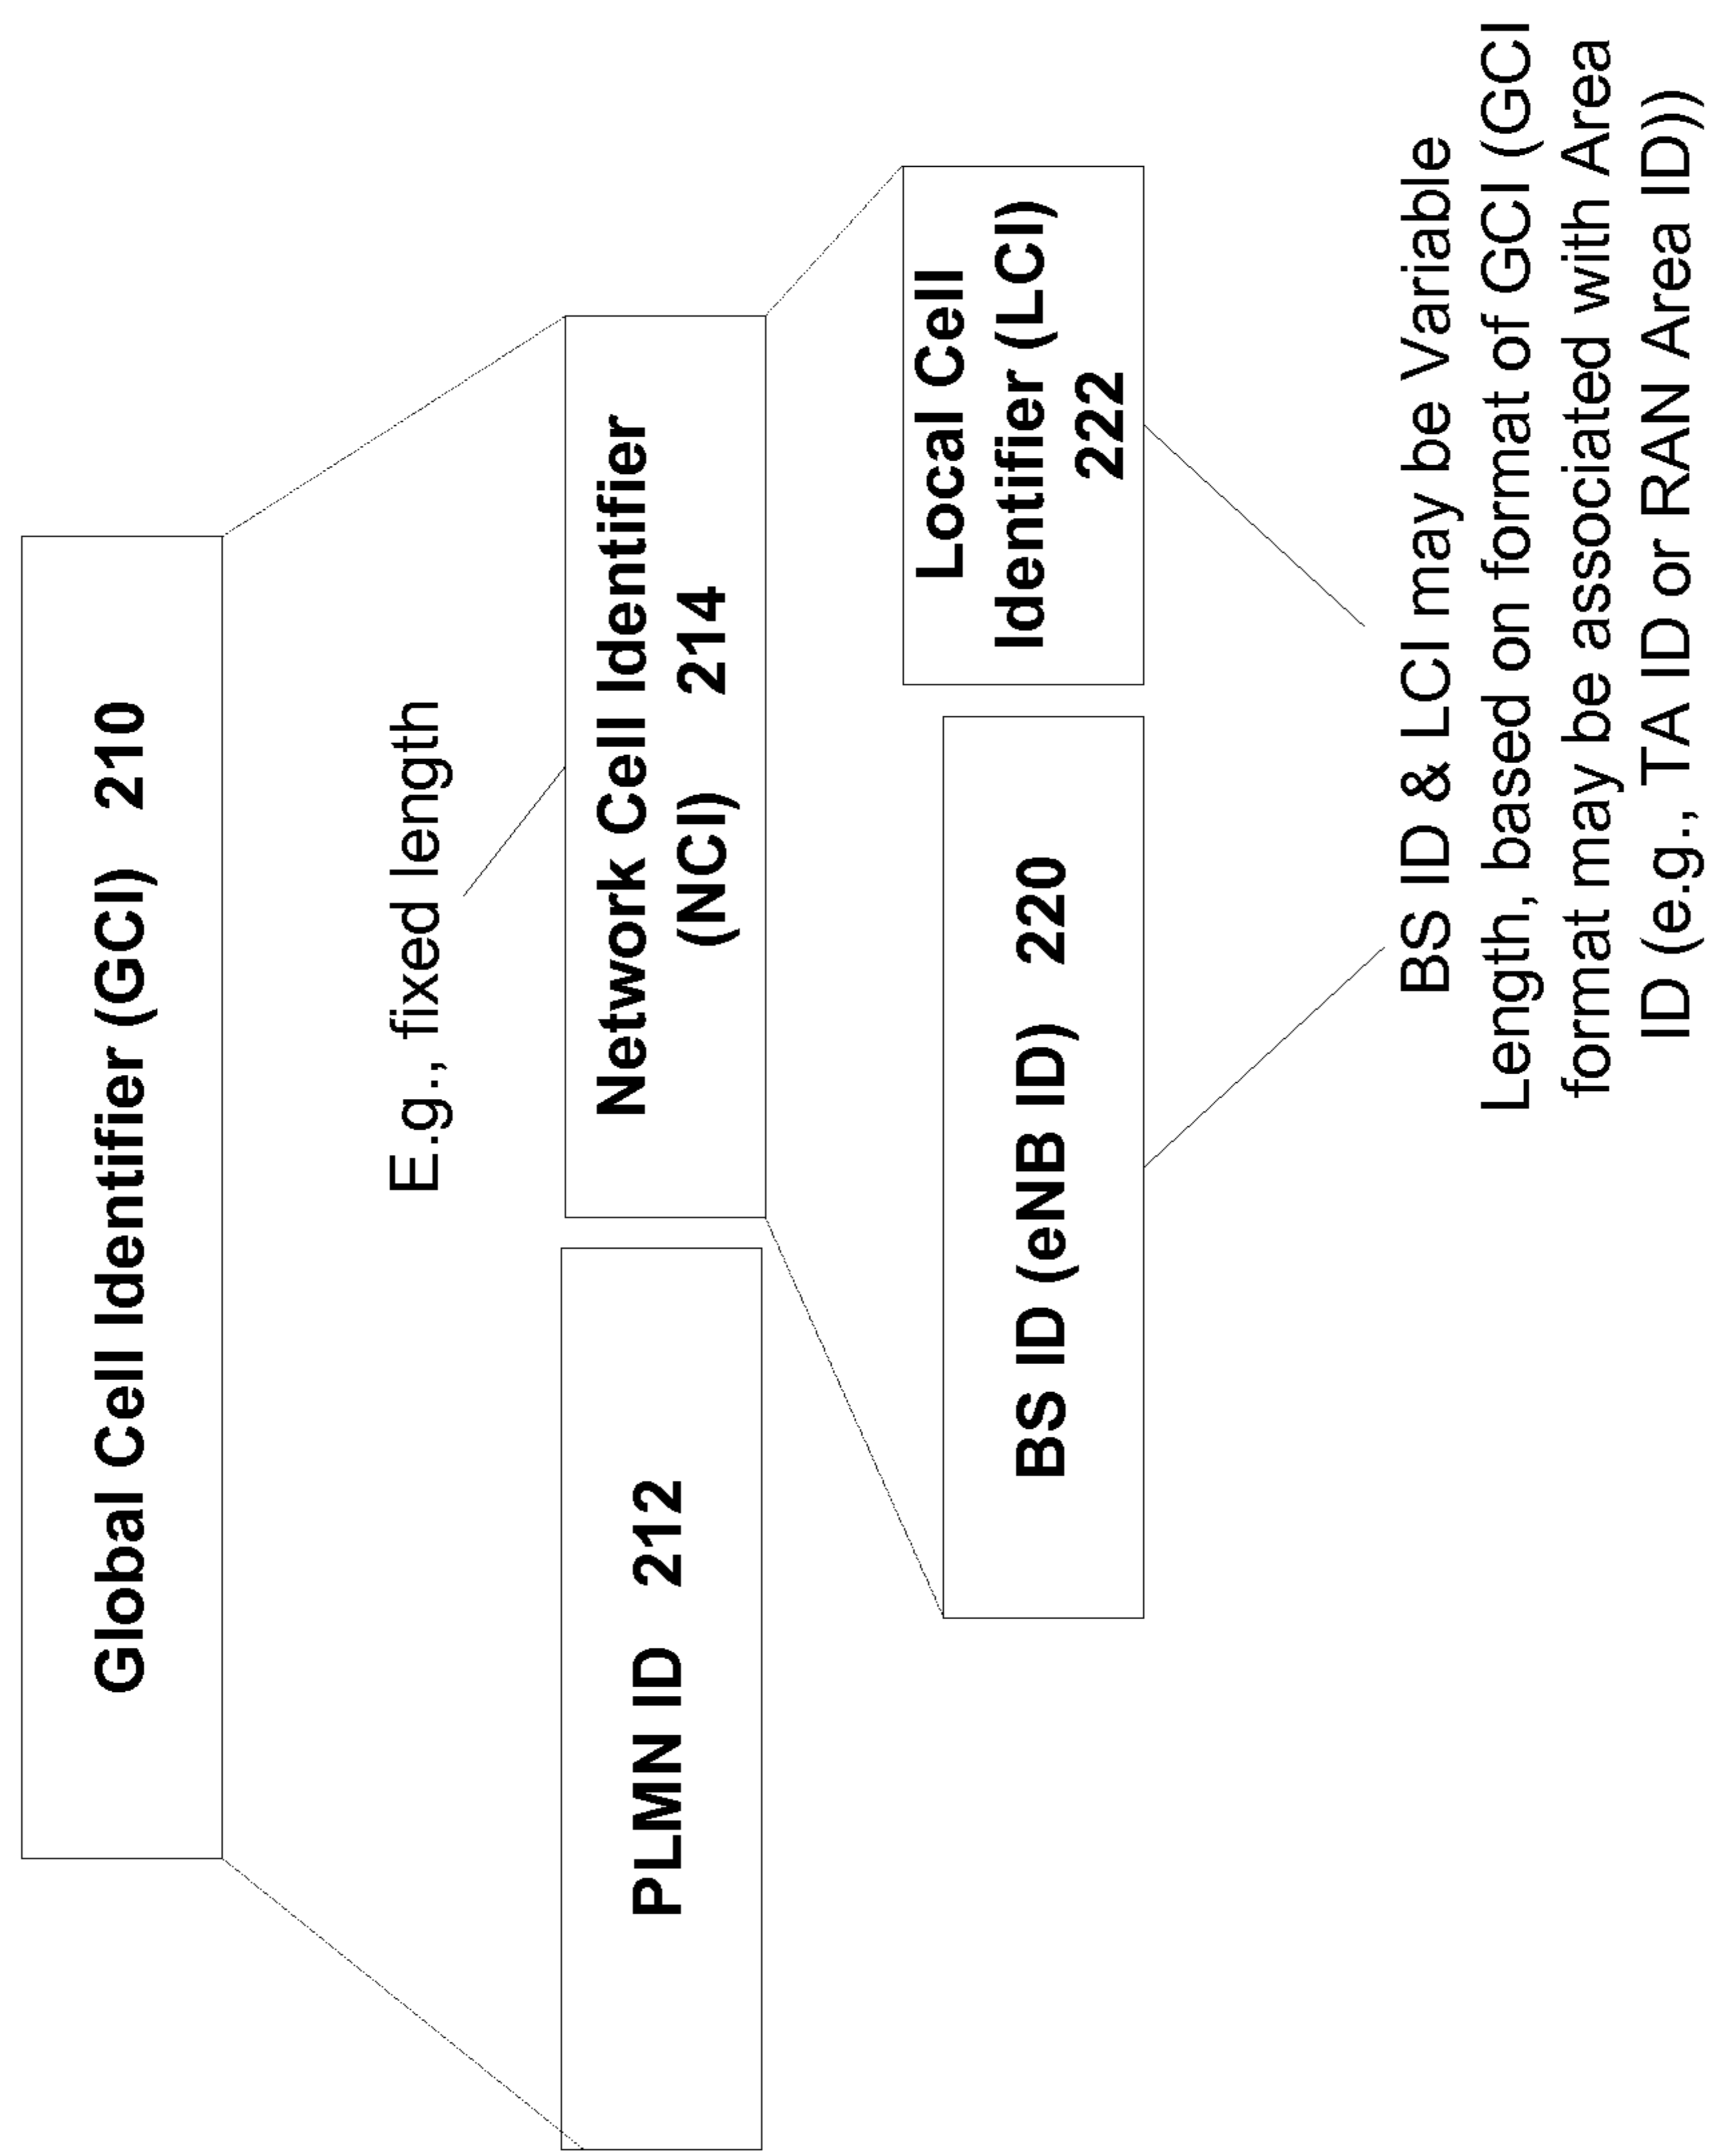 Global Cell Identifier (GCI) 210
E.g., fixed length
PLMN ID 212
Network Cell Identifier
(NCI) 214
BS ID (eNB ID) 220
Local Cell
Identifier (LCI)
222
BS ID & LCI may be Variable
Length, based on format of GCI (GCI
format may be associated with Area
ID (e.g., TA ID or RAN Area ID))